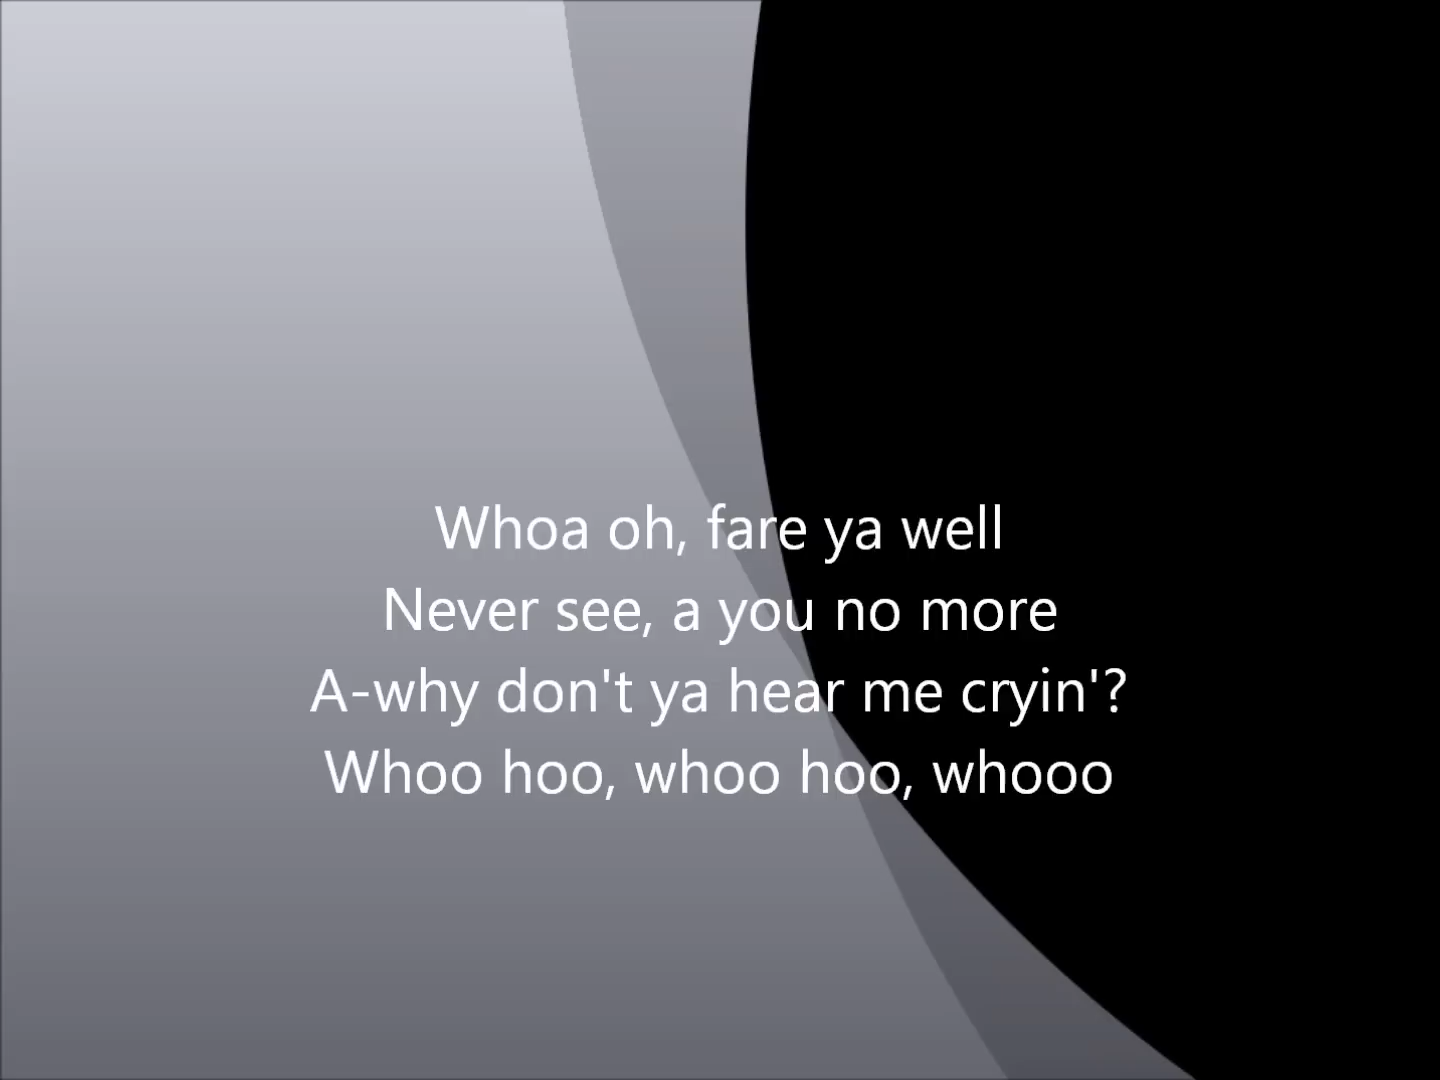 Whoa oh, fare ya well
Never see, a you no more
A-why don't ya hear me cryin'?
Whoo hoo, whoo hoo, whooo